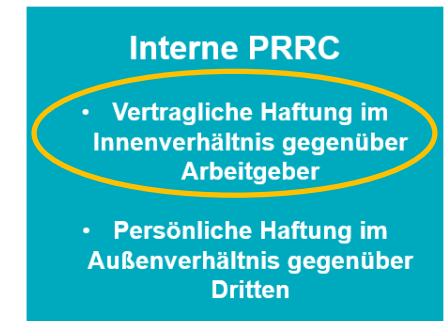 Interne PRRC
• Vertragliche Haftung im
Innenverhältnis gegenüber
Arbeitgeber
• Persönliche Haftung im
Außenverhältnis gegenüber
Dritten